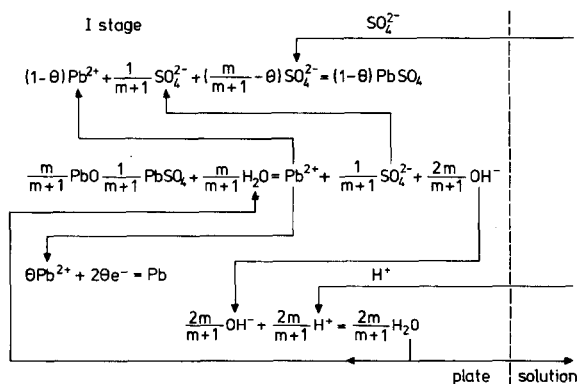 I stage
SO₄²⁻
(1-θ)Pb²⁺ + 1/(m+1) SO₄²⁻ + (m/(m+1) -θ)SO₄²⁻ = (1-θ)PbSO₄
m/(m+1) PbO 1/(m+1) PbSO₄ + m/(m+1) H₂O = Pb²⁺ + 1/(m+1) SO₄²⁻ + 2m/(m+1) OH⁻
θPb²⁺ + 2θe⁻ = Pb
H⁺
2m/(m+1) OH⁻ + 2m/(m+1) H⁺ = 2m/(m+1) H₂O
plate solution